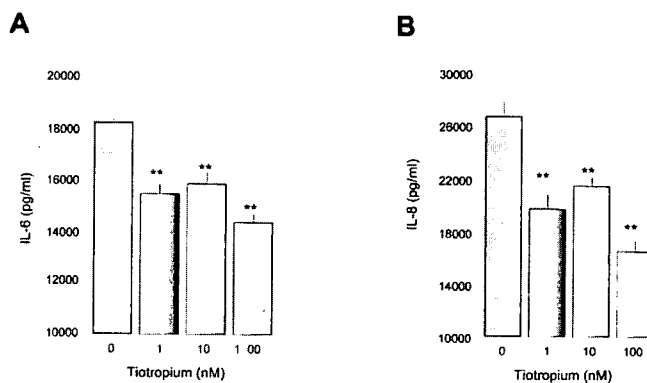 A
20000
18000
16000
14000
12000
10000
IL-6 (pg/ml)
**
**
**
0 1 10 1 00
Tiotropium (nM)
B
30000
26000
22000
18000
14000
10000
IL-8 (pg/ml)
**
**
**
0 1 10 100
Tiotropium (nM)